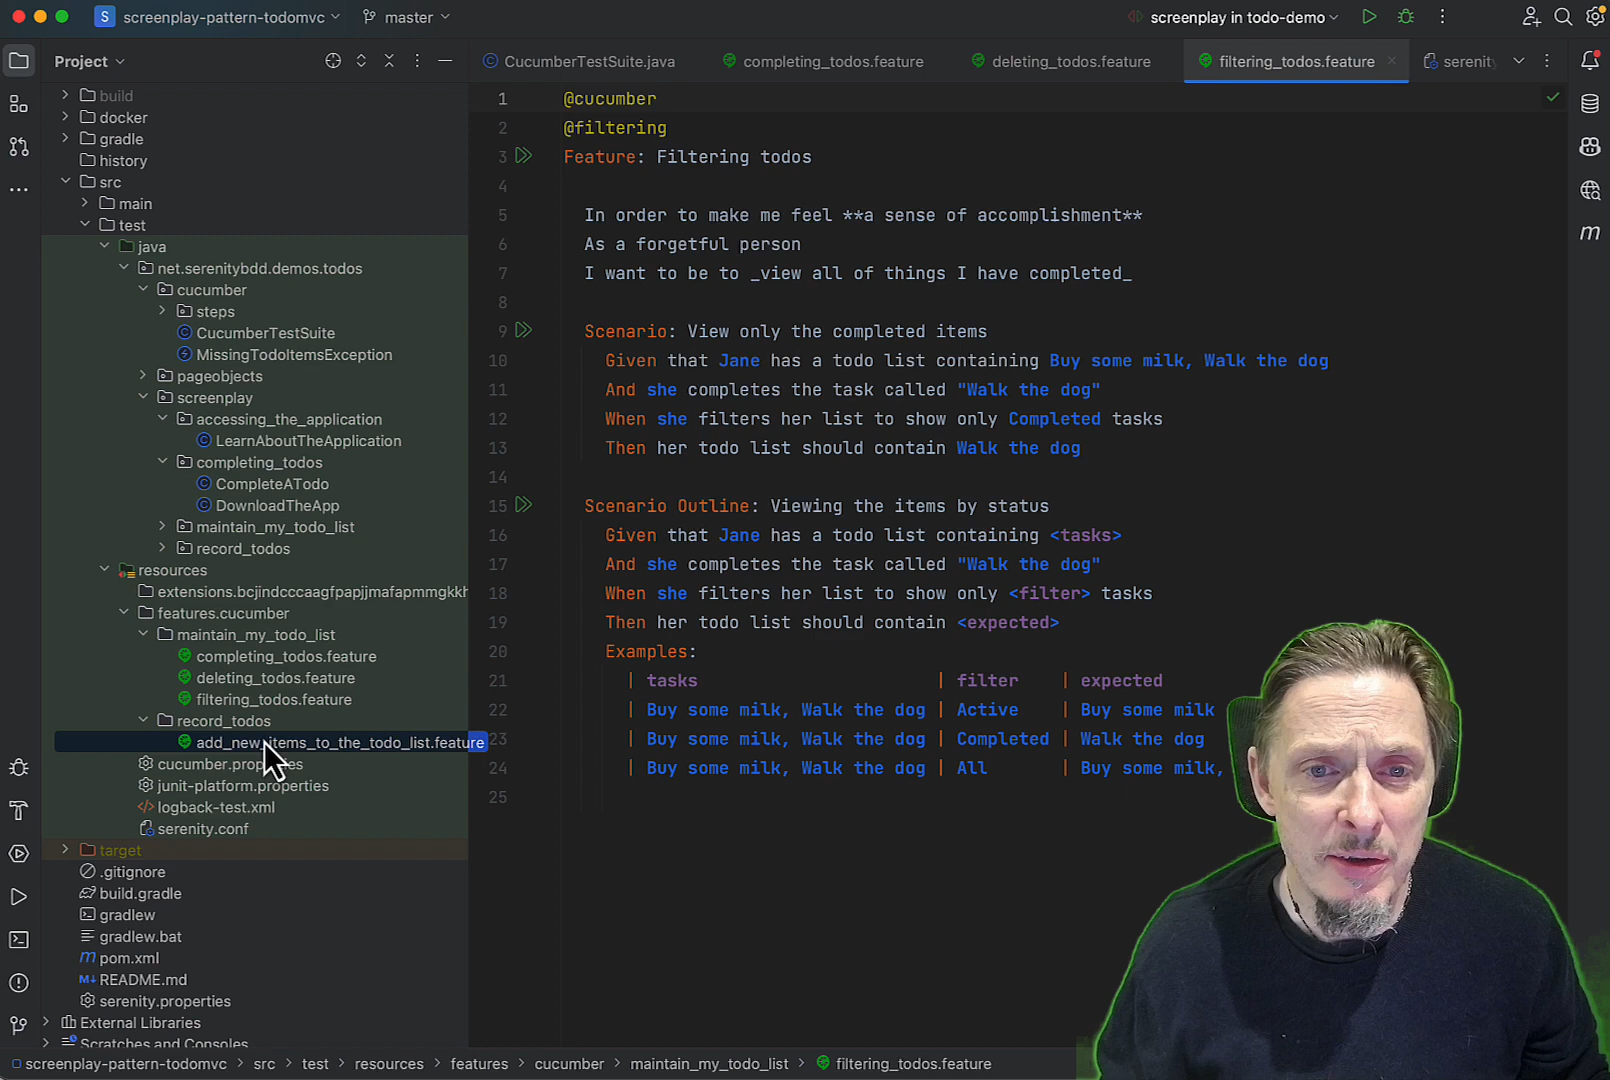 S screenplay-pattern-todomvc master
screenplay in todo-demo
Project
CucumberTestSuite.java
completing_todos.feature
deleting_todos.feature
filtering_todos.feature
build
docker
gradle
history
src
main
test
java
net.serenitybdd.demos.todos
cucumber
steps
CucumberTestSuite
MissingTodoItemsException
pageobjects
screenplay
accessing_the_application
LearnAboutTheApplication
completing_todos
CompleteATodo
DownloadTheApp
maintain_my_todo_list
record_todos
resources
extensions.bcjindcccaagfpapjjmafapmmgkkh
features.cucumber
maintain_my_todo_list
completing_todos.feature
deleting_todos.feature
filtering_todos.feature
record_todos
add_new_items_to_the_todo_list.feature
cucumber.properties
junit-platform.properties
logback-test.xml
serenity.conf
target
.gitignore
build.gradle
gradlew
gradlew.bat
m pom.xml
M↓ README.md
serenity.properties
External Libraries
Scratches and Consoles
1 @cucumber
2 @filtering
3 Feature: Filtering todos
4
5 In order to make me feel **a sense of accomplishment**
6 As a forgetful person
7 I want to be to _view all of things I have completed_
8
9 Scenario: View only the completed items
10 Given that Jane has a todo list containing Buy some milk, Walk the dog
11 And she completes the task called "Walk the dog"
12 When she filters her list to show only Completed tasks
13 Then her todo list should contain Walk the dog
14
15 Scenario Outline: Viewing the items by status
16 Given that Jane has a todo list containing <tasks>
17 And she completes the task called "Walk the dog"
18 When she filters her list to show only <filter> tasks
19 Then her todo list should contain <expected>
20 Examples:
21 | tasks | filter | expected
22 | Buy some milk, Walk the dog | Active | Buy some milk
23 | Buy some milk, Walk the dog | Completed | Walk the dog
24 | Buy some milk, Walk the dog | All | Buy some milk,
25
m
screenplay-pattern-todomvc > src > test > resources > features > cucumber > maintain_my_todo_list > filtering_todos.feature